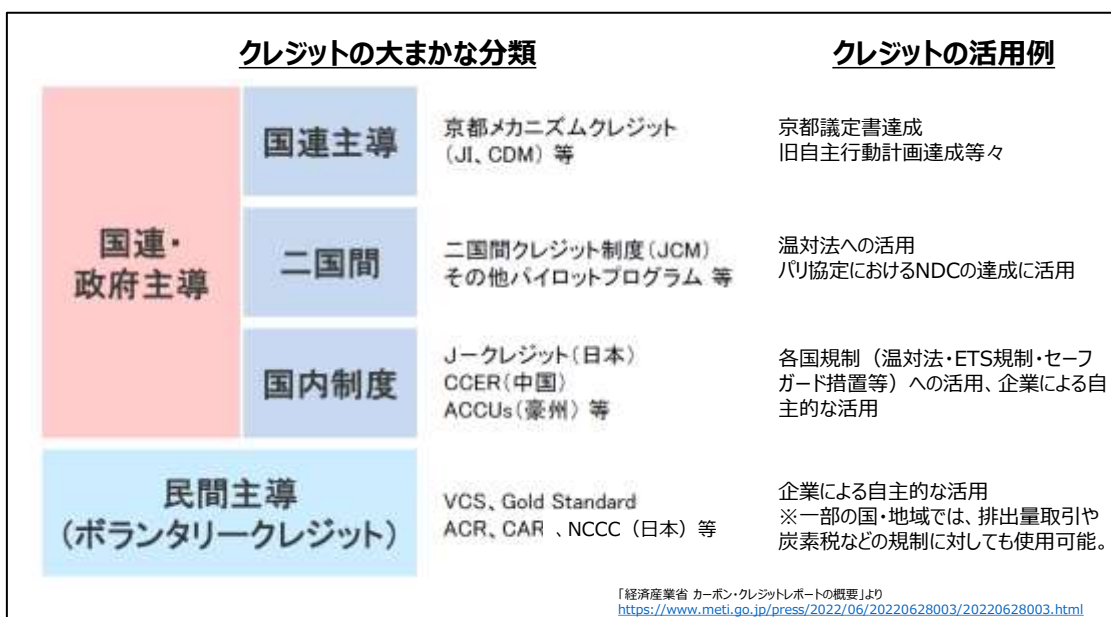 クレジットの大まかな分類
クレジットの活用例
国連・
政府主導
国連主導
京都メカニズムクレジット
(JI、CDM) 等
京都議定書達成
旧自主行動計画達成等々
二国間
二国間クレジット制度(JCM)
その他パイロットプログラム 等
温対法への活用
パリ協定におけるNDCの達成に活用
国内制度
Jークレジット(日本)
CCER(中国)
ACCUs(豪州) 等
各国規制（温対法・ETS規制・セーフ
ガード措置等）への活用、企業による自
主的な活用
民間主導
(ボランタリークレジット)
VCS、Gold Standard
ACR、CAR 、NCCC（日本）等
企業による自主的な活用
※一部の国・地域では、排出量取引や
炭素税などの規制に対しても使用可能。
「経済産業省 カーボン・クレジットレポートの概要」より
https://www.meti.go.jp/press/2022/06/20220628003/20220628003.html